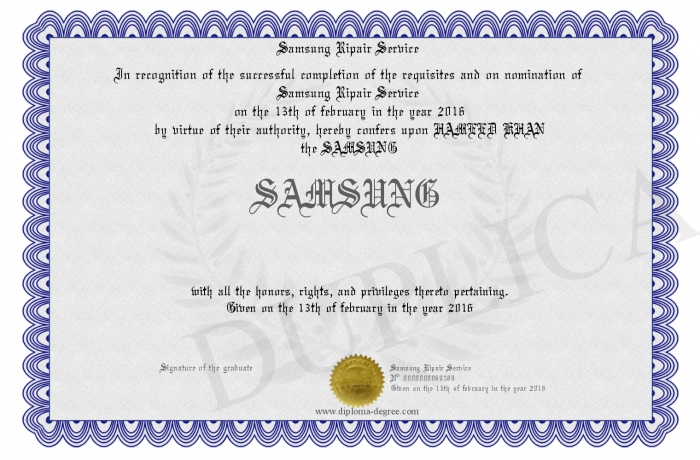 Samsung Ripair Service
In recognition of the successful completion of the requisites and on nomination of
Samsung Ripair Service
on the 13th of february in the year 2016
by virtue of their authority, hereby confers upon HAMEED KHAN
the SAMSUNG
SAMSUNG
with all the honors, rights, and privileges thereto pertaining.
Given on the 13th of february in the year 2016
DUPLICA
Signature of the graduate
Samsung Ripair Service
Nº
Given on the 13th of february in the year 2016
www.diploma-degree.com